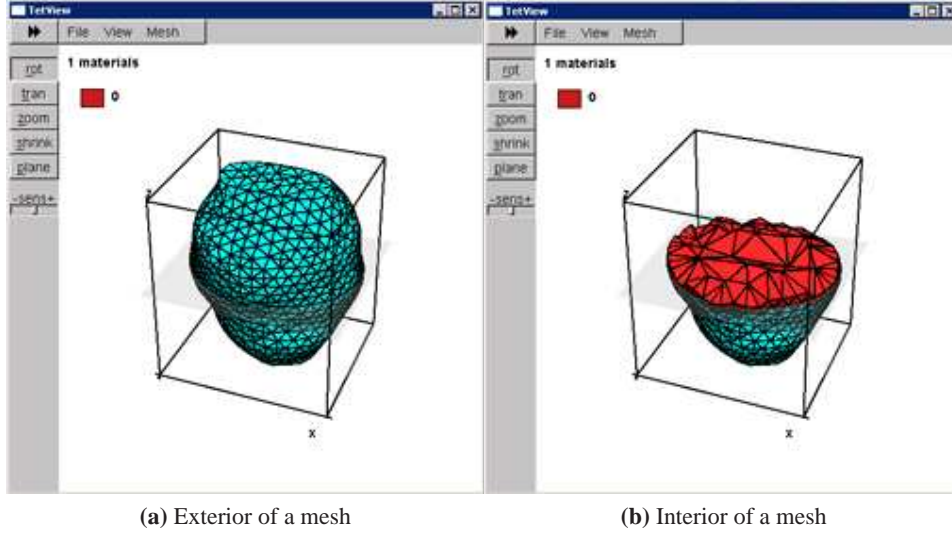 TetView
File View Mesh
1 materials
0
rot
tran
zoom
shrink
plane
-sens+
z
x
TetView
File View Mesh
1 materials
0
rot
tran
zoom
shrink
plane
-sens+
z
x
(a) Exterior of a mesh
(b) Interior of a mesh